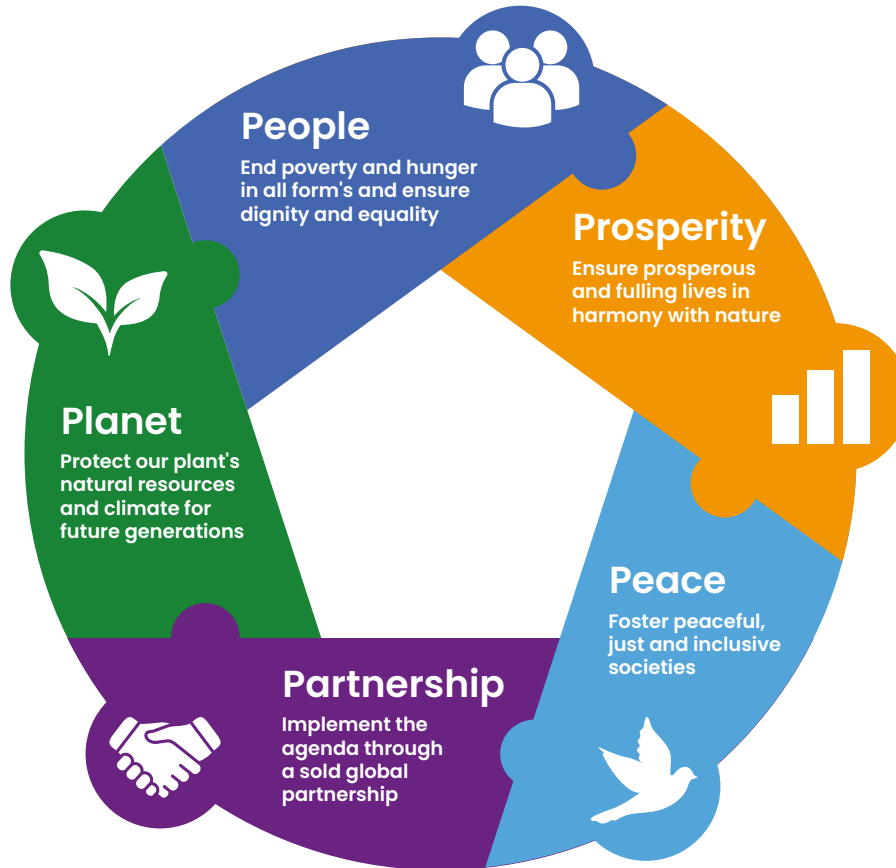 People
End poverty and hunger
in all form's and ensure
dignity and equality
Prosperity
Ensure prosperous
and fulling lives in
harmony with nature
Planet
Protect our plant's
natural resources
and climate for
future generations
Peace
Foster peaceful,
just and inclusive
societies
Partnership
Implement the
agenda through
a sold global
partnership